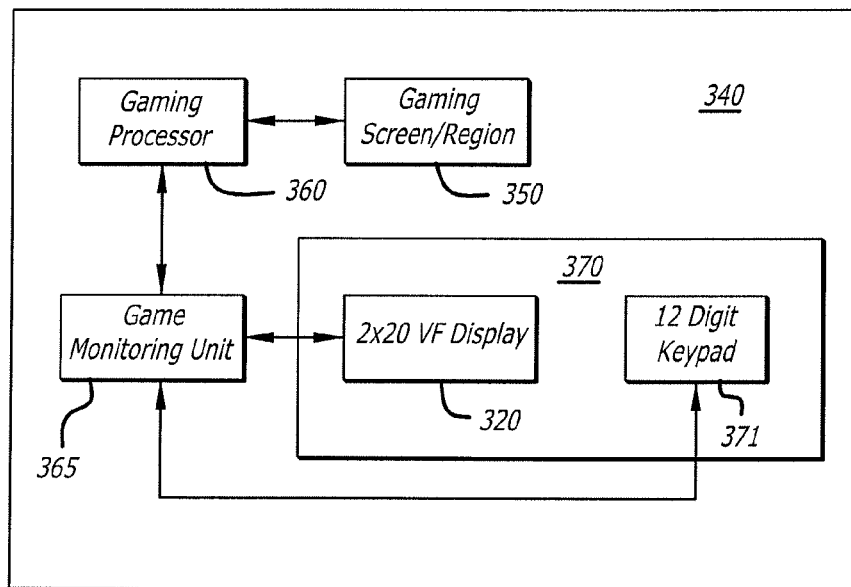 Gaming
Processor
360
Gaming
Screen/Region
350
340
370
Game
Monitoring Unit
365
2x20 VF Display
320
12 Digit
Keypad
371